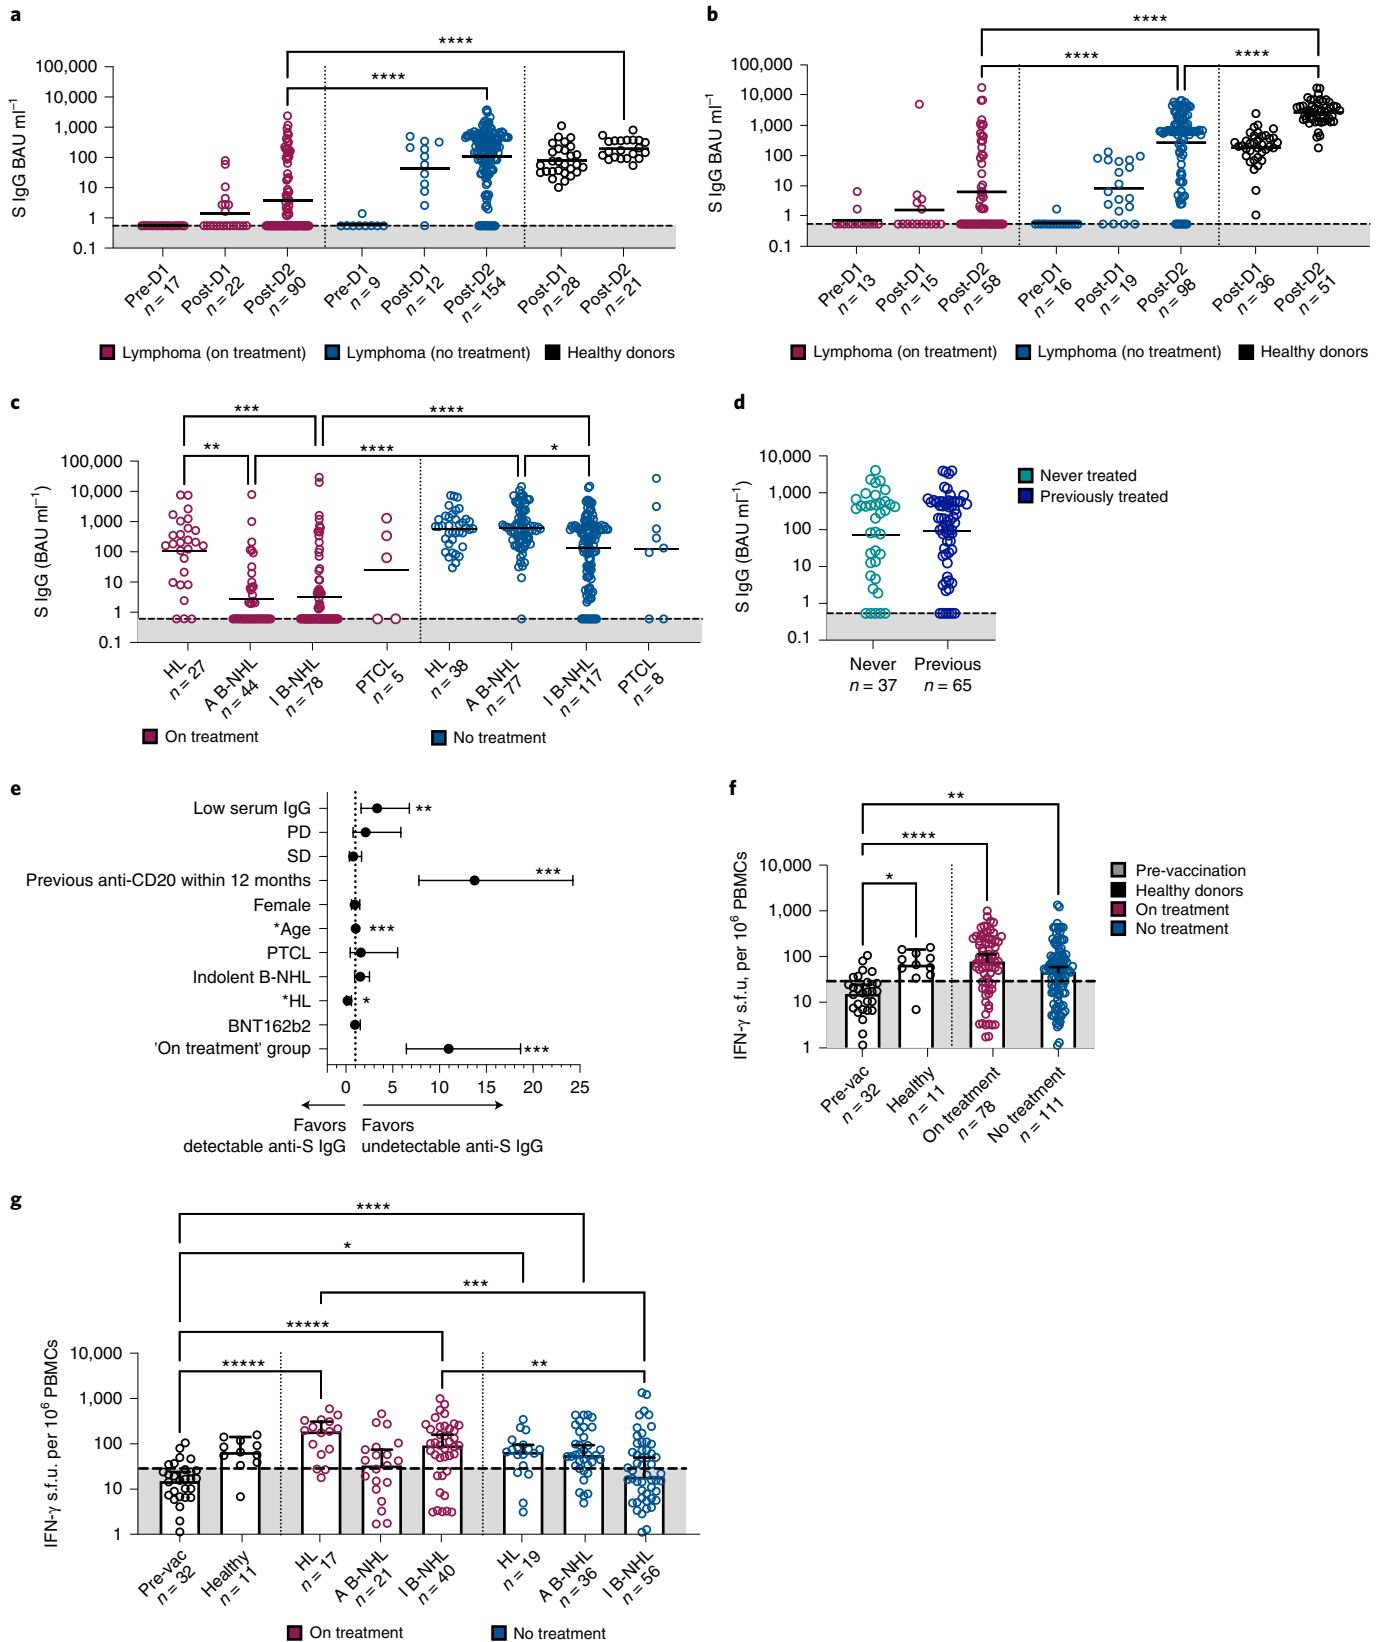 a
****
****
S IgG BAU ml−1
100,000
10,000
1,000
100
10
1
0.1
Pre-D1
n = 17
Post-D1
n = 22
Post-D2
n = 90
Pre-D1
n = 9
Post-D1
n = 12
Post-D2
n = 154
Post-D1
n = 28
Post-D2
n = 21
Lymphoma (on treatment)
Lymphoma (no treatment)
Healthy donors
b
****
****
****
S IgG BAU ml−1
100,000
10,000
1,000
100
10
1
0.1
Pre-D1
n = 13
Post-D1
n = 15
Post-D2
n = 58
Pre-D1
n = 16
Post-D1
n = 19
Post-D2
n = 98
Post-D1
n = 36
Post-D2
n = 51
Lymphoma (on treatment)
Lymphoma (no treatment)
Healthy donors
c
***
****
**
****
*
S IgG (BAU ml−1)
100,000
10,000
1,000
100
10
1
0.1
HL
n = 27
A B-NHL
n = 44
I B-NHL
n = 78
PTCL
n = 5
HL
n = 38
A B-NHL
n = 77
I B-NHL
n = 117
PTCL
n = 8
On treatment
No treatment
d
S IgG (BAU ml−1)
10,000
1,000
100
10
1
0.1
Never
n = 37
Previous
n = 65
Never treated
Previously treated
e
Low serum IgG
**
PD
SD
Previous anti-CD20 within 12 months
***
Female
*Age
***
PTCL
Indolent B-NHL
*HL
*
BNT162b2
'On treatment' group
***
0 5 10 15 20 25
Favors
detectable anti-S IgG
Favors
undetectable anti-S IgG
f
**
****
*
IFN-γ s.f.u, per 106 PBMCs
10,000
1,000
100
10
1
Pre-vac
n = 32
Healthy
n = 11
On treatment
n = 78
No treatment
n = 111
Pre-vaccination
Healthy donors
On treatment
No treatment
g
****
*
***
*****
*****
**
IFN-γ s.f.u. per 106 PBMCs
10,000
1,000
100
10
1
Pre-vac
n = 32
Healthy
n = 11
HL
n = 17
A B-NHL
n = 21
I B-NHL
n = 40
HL
n = 19
A B-NHL
n = 36
I B-NHL
n = 56
On treatment
No treatment